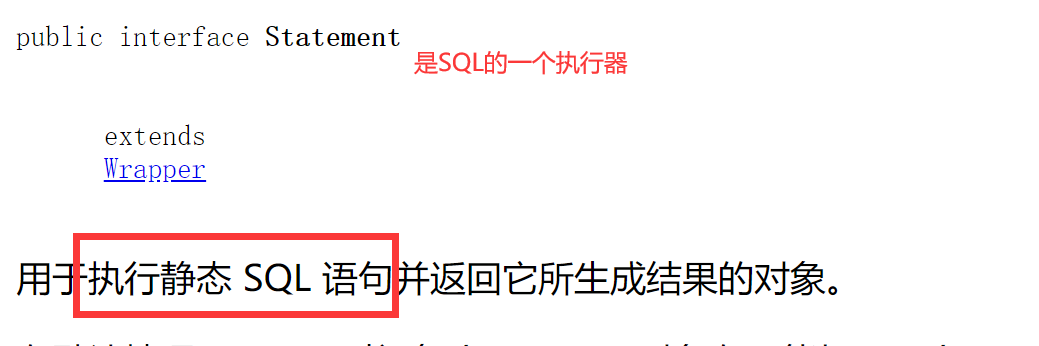 public interface Statement
是SQL的一个执行器
extends
Wrapper
用于执行静态 SQL 语句并返回它所生成结果的对象。